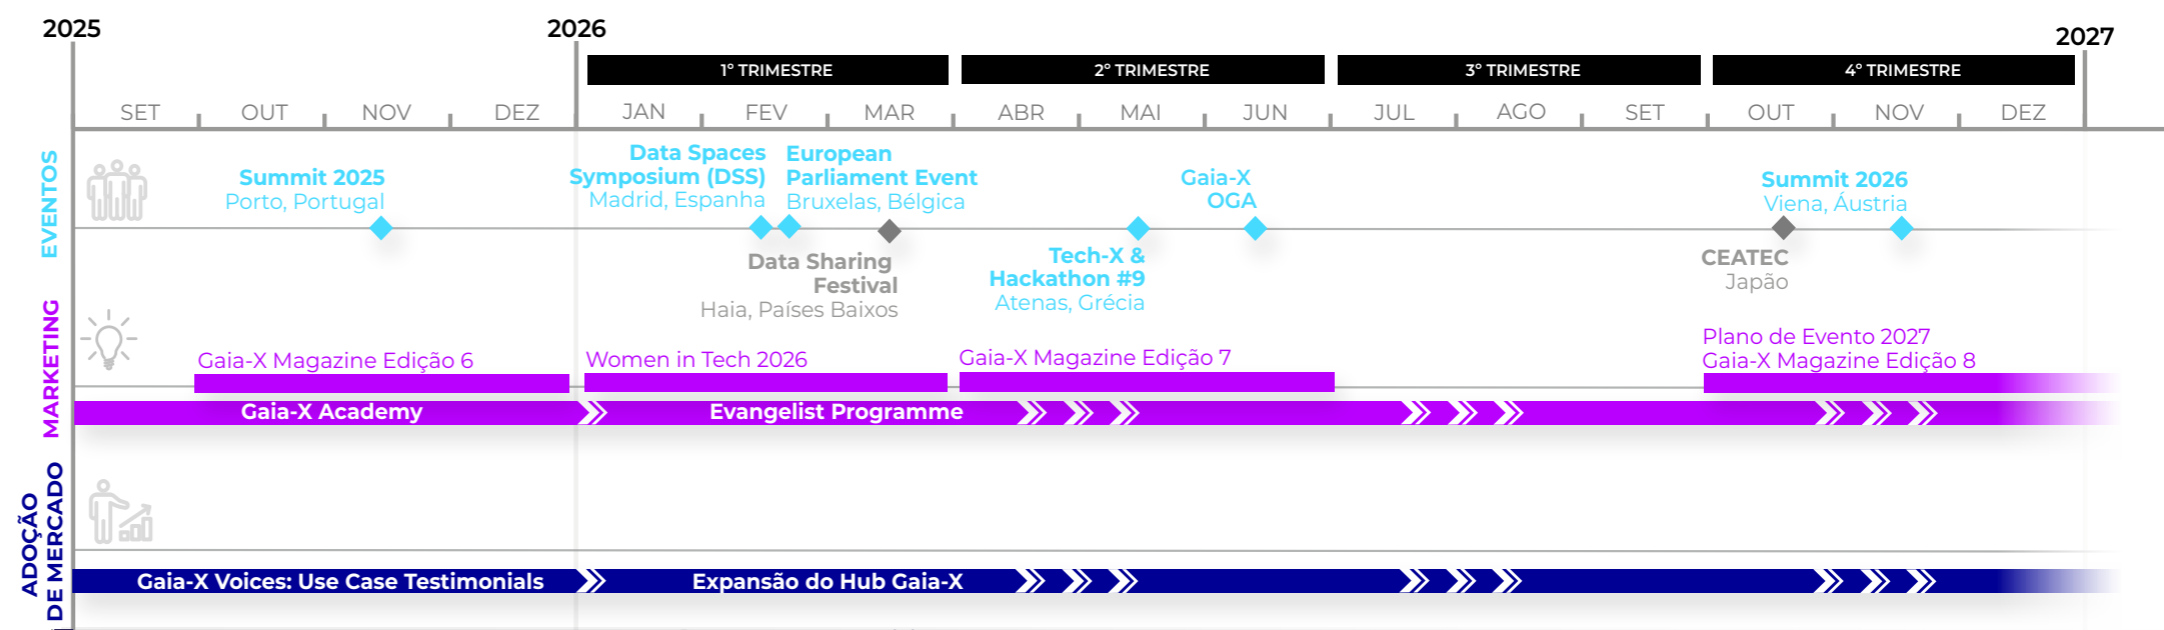 2025
2026
2027
1º TRIMESTRE
2º TRIMESTRE
3º TRIMESTRE
4º TRIMESTRE
SET
OUT
NOV
DEZ
JAN
FEV
MAR
ABR
MAI
JUN
JUL
AGO
SET
OUT
NOV
DEZ
EVENTOS
Summit 2025
Porto, Portugal
Data Spaces
Symposium (DSS)
Madrid, Espanha
European
Parliament Event
Bruxelas, Bélgica
Data Sharing
Festival
Haia, Países Baixos
Tech-X &
Hackathon #9
Atenas, Grécia
Gaia-X
OGA
Summit 2026
Viena, Áustria
CEATEC
Japão
MARKETING
Gaia-X Magazine Edição 6
Women in Tech 2026
Gaia-X Magazine Edição 7
Plano de Evento 2027
Gaia-X Magazine Edição 8
Gaia-X Academy
Evangelist Programme
ADOÇÃO
DE MERCADO
Gaia-X Voices: Use Case Testimonials
Expansão do Hub Gaia-X